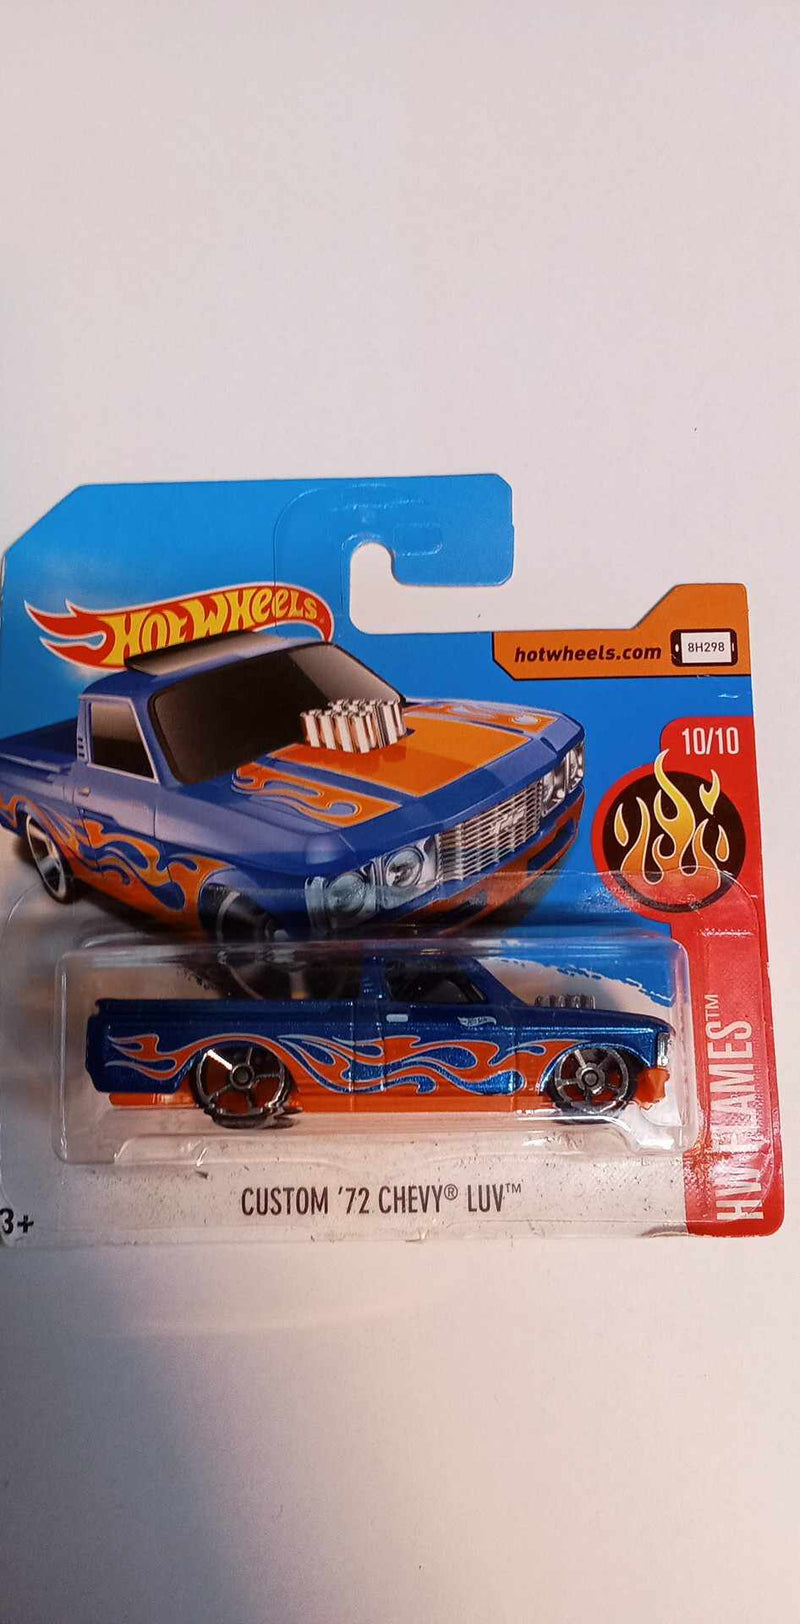 HOT WHEELS
hotwheels.com
8H298
10/10
HW FLAMES™
CUSTOM '72 CHEVY® LUV™
3+